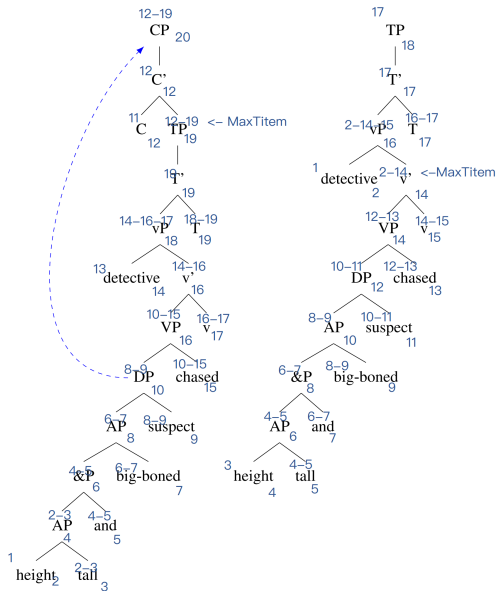 12–19 17
CP 20 TP 18
12 C' 12 17 T' 17
11 C 12 12–19 TP 19 <- MaxTitem 2–14–15 vP 16 16–17 T 17
T' 19 1 detective 2 2–14 v' 14 <-MaxTitem
14–16–17 vP 18 18–19 T 19 12–13 VP 14 14–15 v 15
13 detective 14 14–16 v' 16 10–11 DP 12 12–13 chased 13
10–15 VP 16 16–17 v 17 8–9 AP 10 10–11 suspect 11
8–9 DP 10 10–15 chased 15 6–7 &P 8 8–9 big-boned 9
6–7 AP 8 8–9 suspect 9 4–5 AP 6 6–7 and 7
4–5 &P 6 6–7 big-boned 7 3 height 4 4–5 tall 5
2–3 AP 4 4–5 and 5
1 height 2 2–3 tall 3